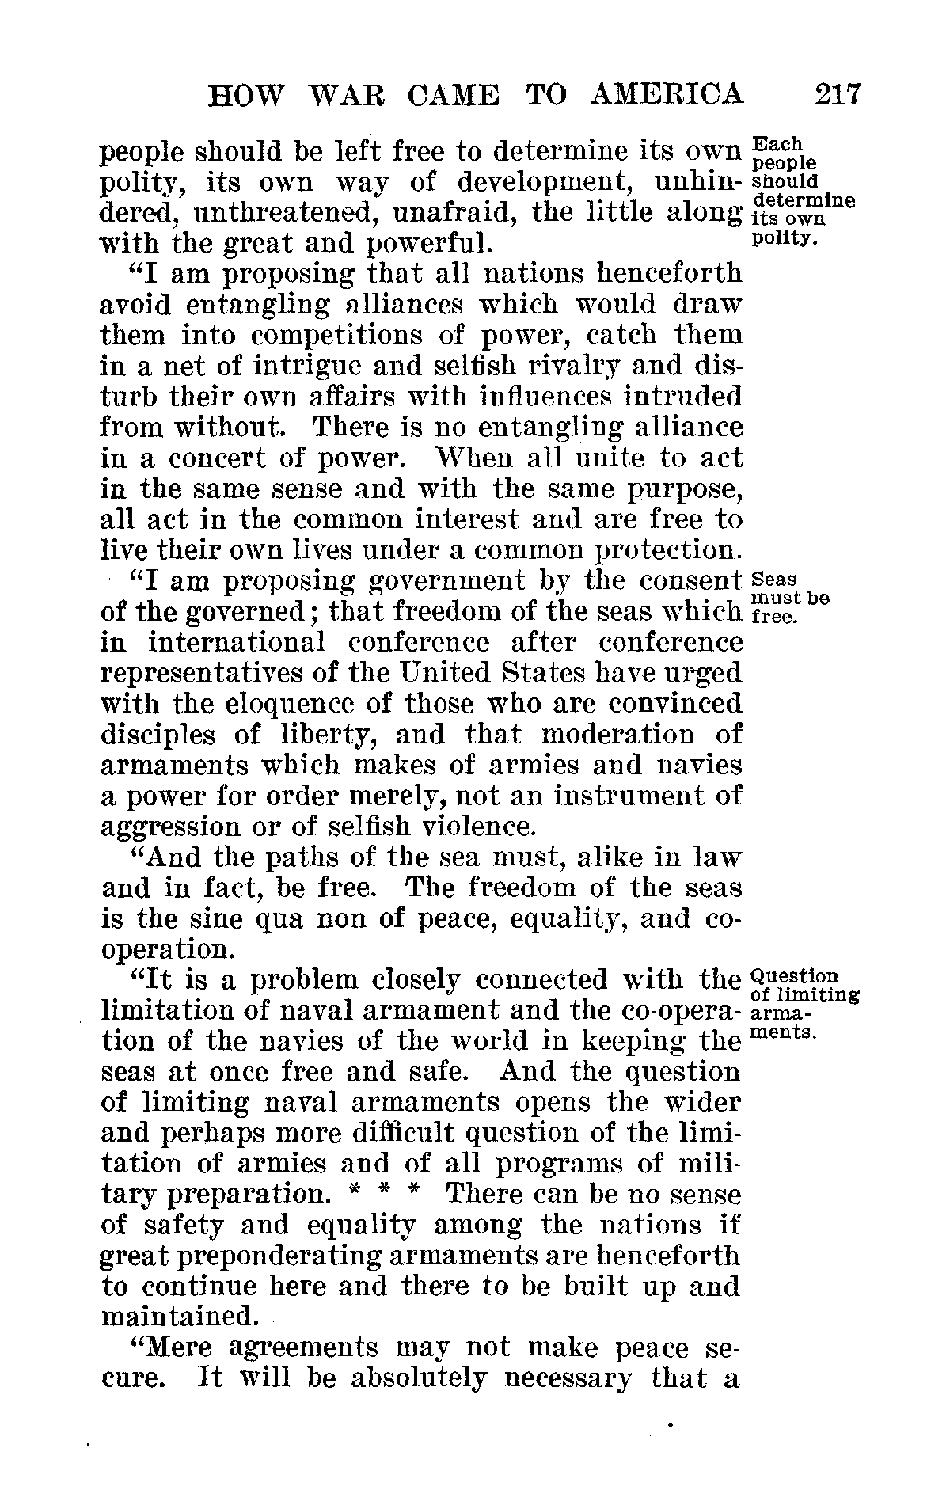 HOW WAR CAME TO AMERICA 217
people should be left free to determine its own
polity, its own way of development, unhin-
dered, unthreatened, unafraid, the little along
with the great and powerful.
Each
people
should
determine
its own
polity.
“I am proposing that all nations henceforth
avoid entangling alliances which would draw
them into competitions of power, catch them
in a net of intrigue and selfish rivalry and dis-
turb their own affairs with influences intruded
from without. There is no entangling alliance
in a concert of power. When all unite to act
in the same sense and with the same purpose,
all act in the common interest and are free to
live their own lives under a common protection.
“I am proposing government by the consent
of the governed; that freedom of the seas which
in international conference after conference
representatives of the United States have urged
with the eloquence of those who are convinced
disciples of liberty, and that moderation of
armaments which makes of armies and navies
a power for order merely, not an instrument of
aggression or of selfish violence.
Seas
must be
free.
“And the paths of the sea must, alike in law
and in fact, be free. The freedom of the seas
is the sine qua non of peace, equality, and co-
operation.
“It is a problem closely connected with the
limitation of naval armament and the co-opera-
tion of the navies of the world in keeping the
seas at once free and safe. And the question
of limiting naval armaments opens the wider
and perhaps more difficult question of the limi-
tation of armies and of all programs of mili-
tary preparation. * * * There can be no sense
of safety and equality among the nations if
great preponderating armaments are henceforth
to continue here and there to be built up and
maintained.
Question
of limiting
arma-
ments.
“Mere agreements may not make peace se-
cure. It will be absolutely necessary that a